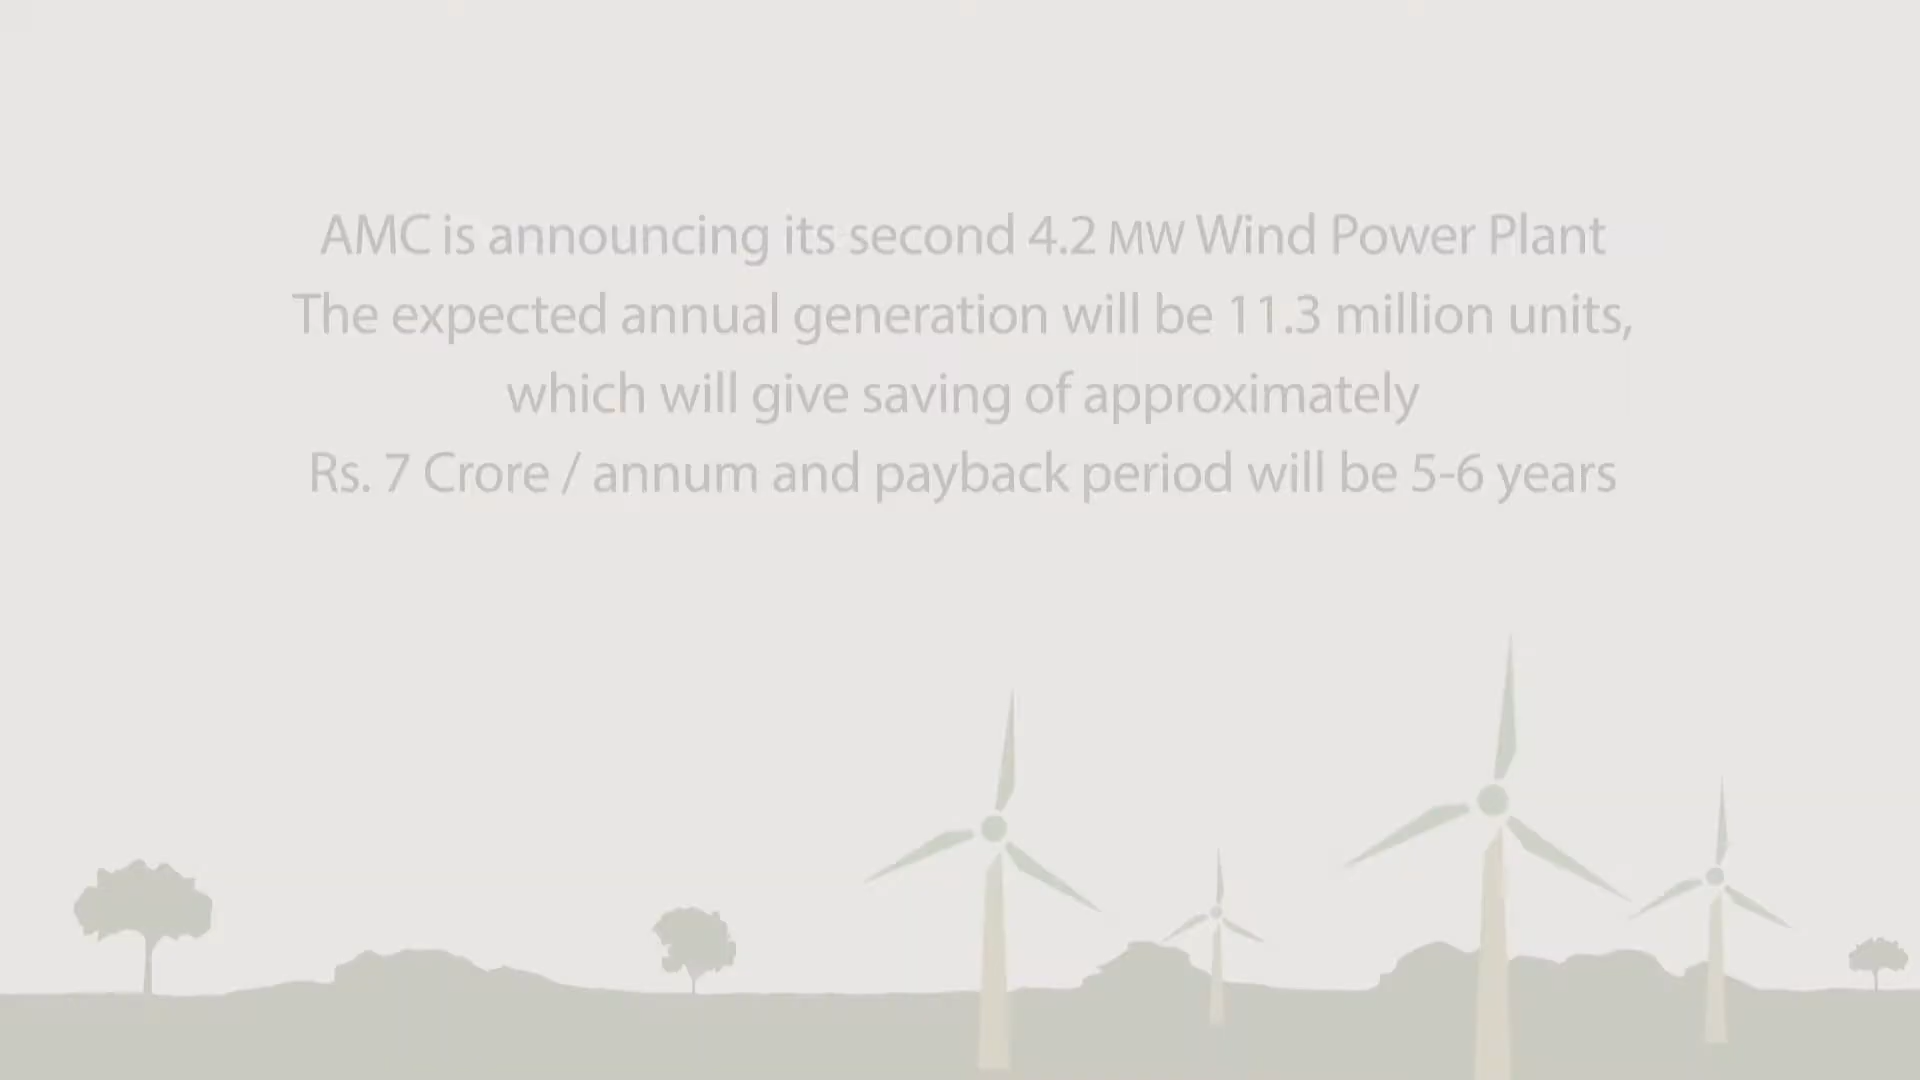 AMC is announcing its second 4.2 MW Wind Power Plant
The expected annual generation will be 11.3 million units,
which will give saving of approximately
Rs. 7 Crore / annum and payback period will be 5-6 years